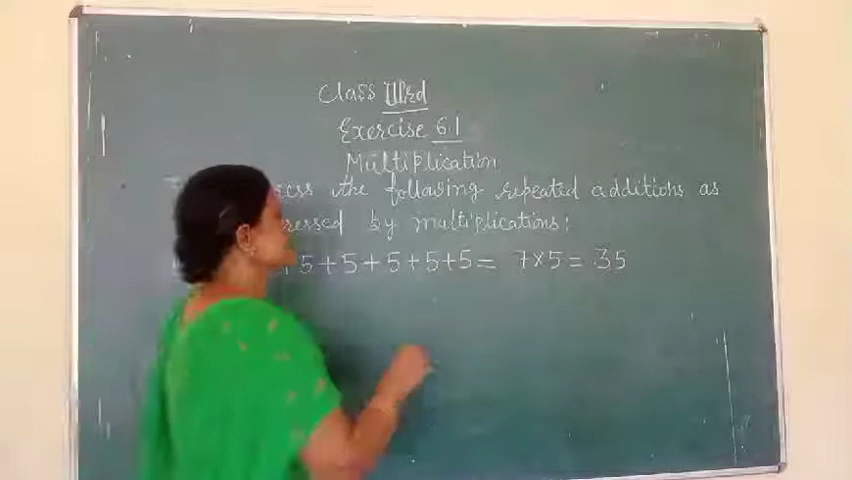 Class IIIrd
Exercise 6.1
Multiplication
the following repeated additions as
by multiplications:
+5+5+5+5+5= 7×5= 35